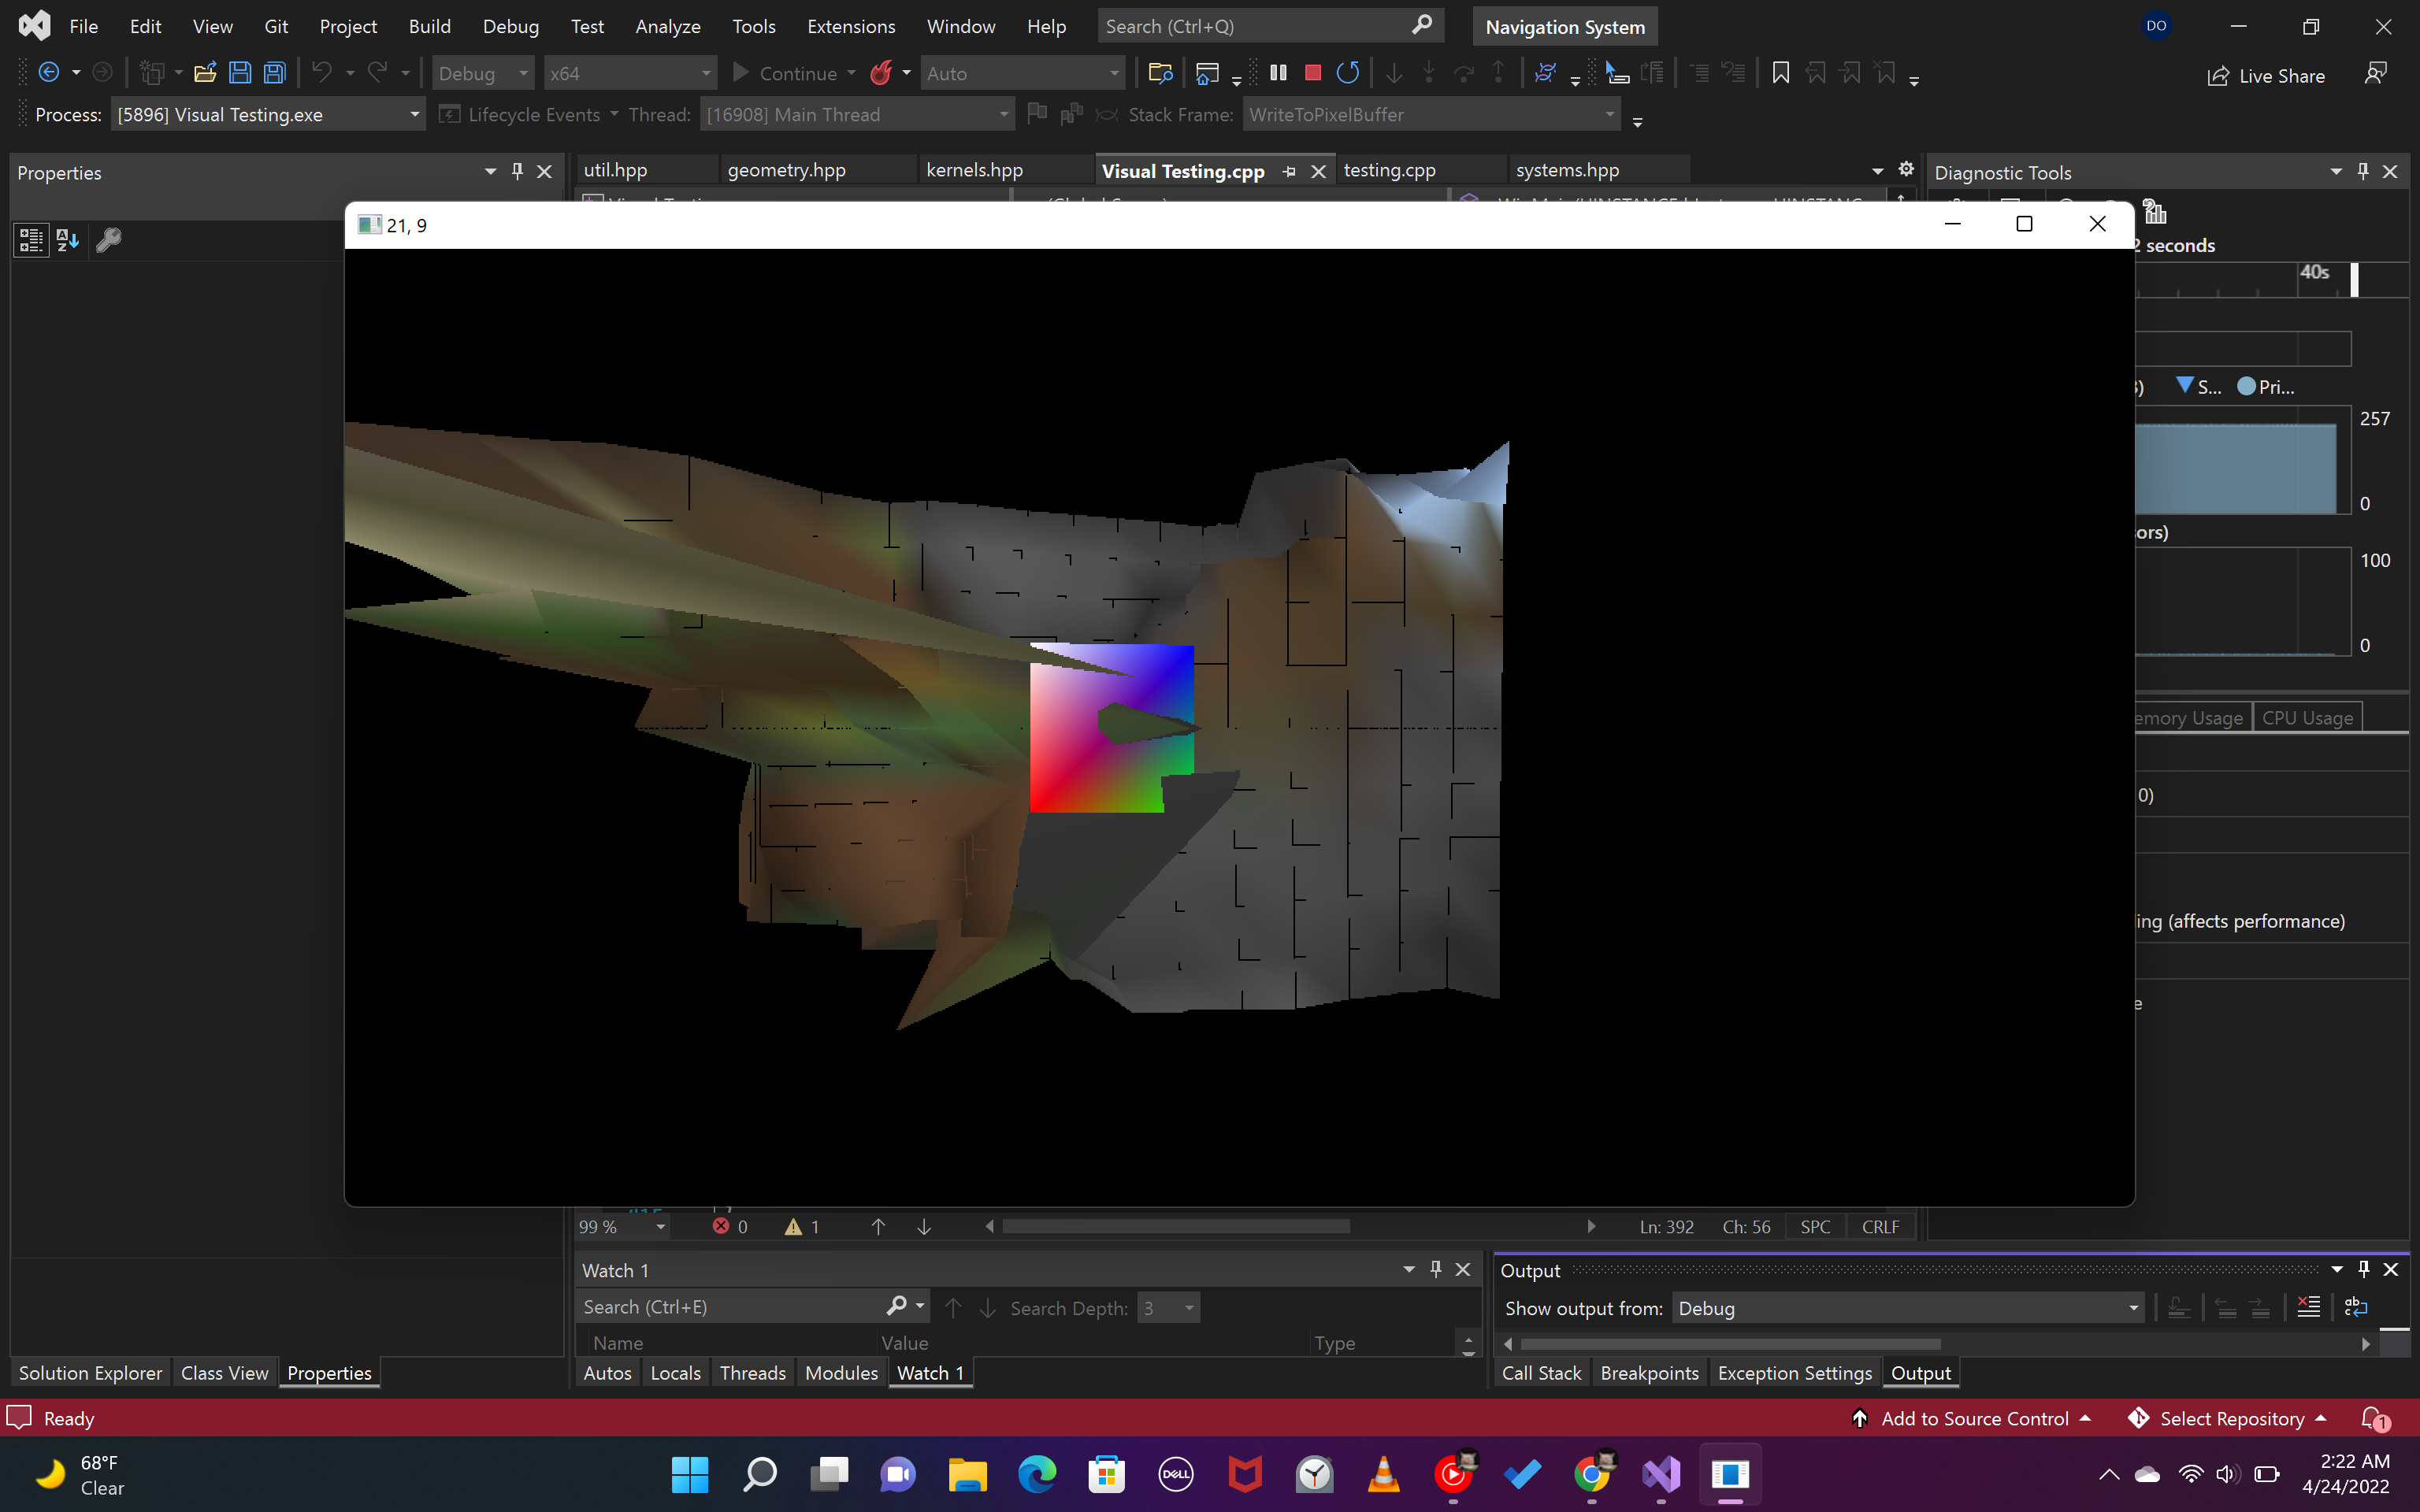 File Edit View Git Project Build Debug Test Analyze Tools Extensions Window Help Search (Ctrl+Q) Navigation System DO
Debug x64 Continue Auto Live Share
Process: [5896] Visual Testing.exe Lifecycle Events Thread: [16908] Main Thread Stack Frame: WriteToPixelBuffer
Properties
util.hpp geometry.hpp kernels.hpp Visual Testing.cpp testing.cpp systems.hpp
Diagnostic Tools
21, 9
2 seconds
40s
S... Pri...
257
0
ors)
100
0
emory Usage CPU Usage
0)
ing (affects performance)
e
99 % 0 1 Ln: 392 Ch: 56 SPC CRLF
Watch 1
Search (Ctrl+E) Search Depth: 3
Name Value Type
Output
Show output from: Debug
Solution Explorer Class View Properties
Autos Locals Threads Modules Watch 1
Call Stack Breakpoints Exception Settings Output
Ready Add to Source Control Select Repository 1
68°F
Clear
DELL
2:22 AM
4/24/2022